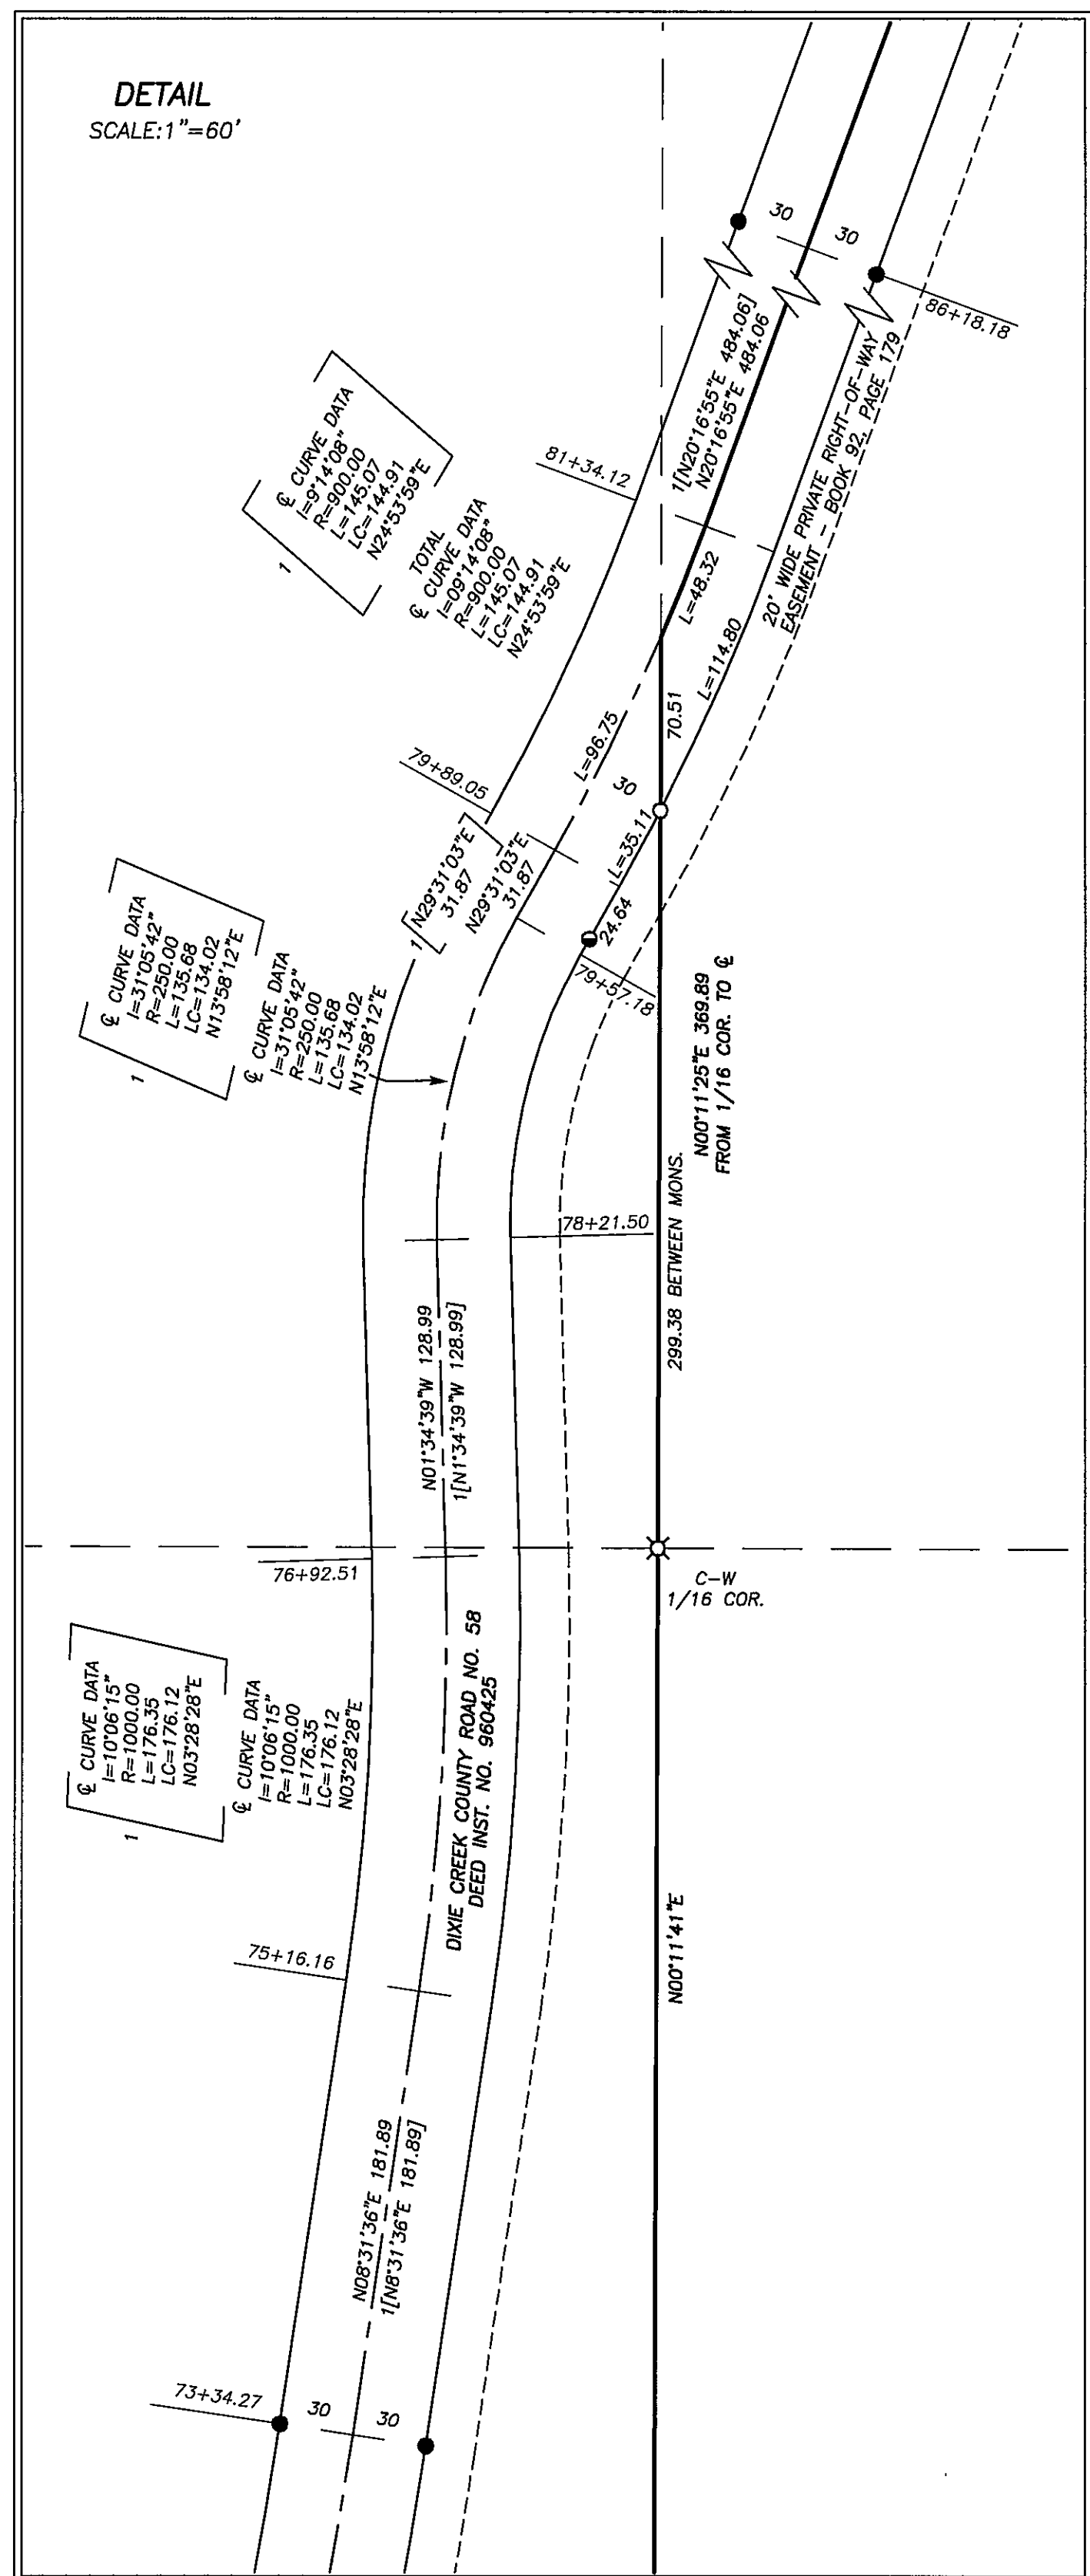 DETAIL
SCALE:1"=60'
30
30
86+18.18
1[N20°16'55"E 484.06]
N20°16'55"E 484.06
20' WIDE PRIVATE RIGHT-OF-WAY
EASEMENT - BOOK 92, PAGE 179
81+34.12
℄ CURVE DATA
I=9°14'08"
R=900.00
L=145.07
LC=144.91
N24°53'59"E
1
TOTAL
℄ CURVE DATA
I=09°14'08"
R=900.00
L=145.07
LC=144.91
N24°53'59"E
L=48.32
L=114.80
70.51
L=96.75
30
79+89.05
L=35.11
24.64
79+57.18
N29°31'03"E
31.87
1
N29°31'03"E
31.87
℄ CURVE DATA
I=31°05'42"
R=250.00
L=135.68
LC=134.02
N13°58'12"E
1
℄ CURVE DATA
I=31°05'42"
R=250.00
L=135.68
LC=134.02
N13°58'12"E
N00°11'25"E 369.89
FROM 1/16 COR. TO ℄
299.38 BETWEEN MONS.
78+21.50
N01°34'39"W 128.99
1[N1°34'39"W 128.99]
76+92.51
C-W
1/16 COR.
℄ CURVE DATA
I=10°06'15"
R=1000.00
L=176.35
LC=176.12
N03°28'28"E
1
℄ CURVE DATA
I=10°06'15"
R=1000.00
L=176.35
LC=176.12
N03°28'28"E
DIXIE CREEK COUNTY ROAD NO. 58
DEED INST. NO. 960425
N00°11'41"E
75+16.16
N08°31'36"E 181.89
1[N8°31'36"E 181.89]
73+34.27
30
30